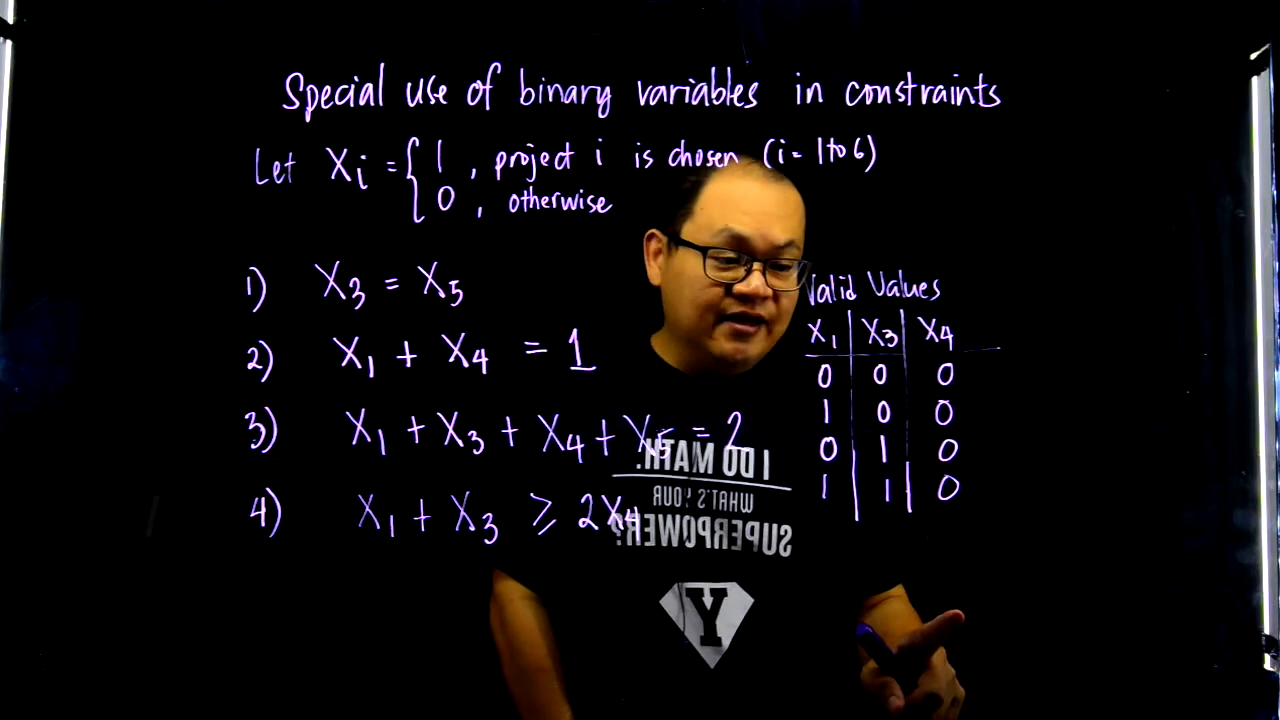 Special use of binary variables in constraints
Let Xi = { 1 , project i is chosen (i = 1 to 6)
0 , otherwise
1) X3 = X5
2) X1 + X4 = 1
3) X1 + X3 + X4 + X5 = 2
4) X1 + X3 ≥ 2X4
Valid Values
X1 X3 X4
0 0 0
1 0 0
0 1 0
1 1 0
I DO MATH.
WHAT'S YOUR
SUPERPOWER?
Y